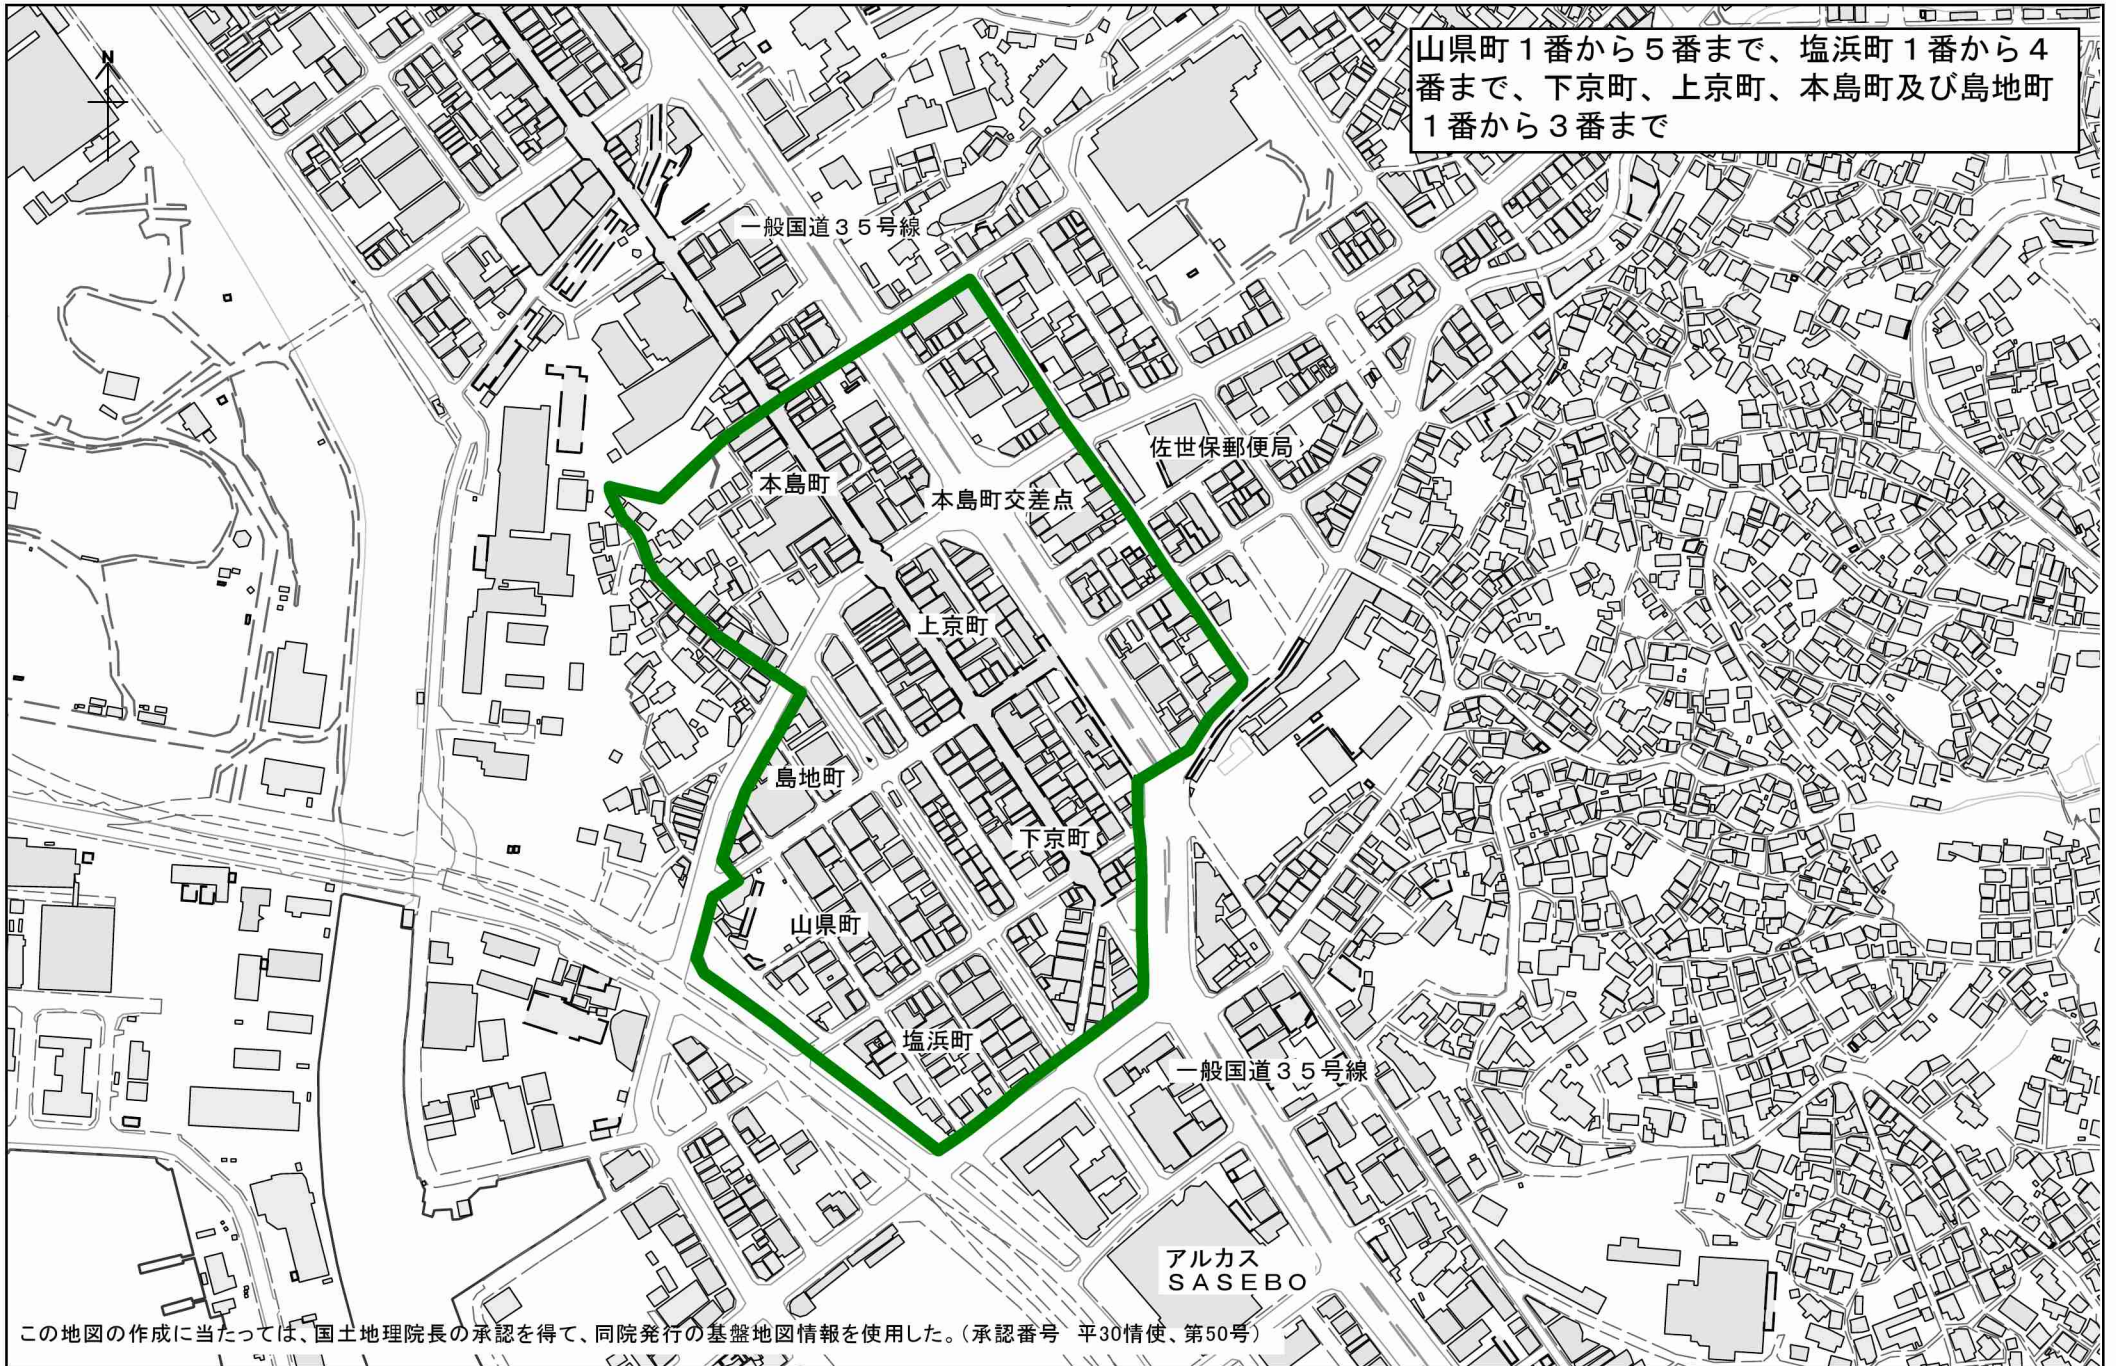 山県町１番から５番まで、塩浜町１番から４
番まで、下京町、上京町、本島町及び島地町
１番から３番まで
N
一般国道３５号線
佐世保郵便局
本島町
本島町交差点
上京町
島地町
下京町
山県町
塩浜町
一般国道３５号線
アルカス
ＳＡＳＥＢＯ
この地図の作成に当たっては、国土地理院長の承認を得て、同院発行の基盤地図情報を使用した。（承認番号　平30情使、第50号）